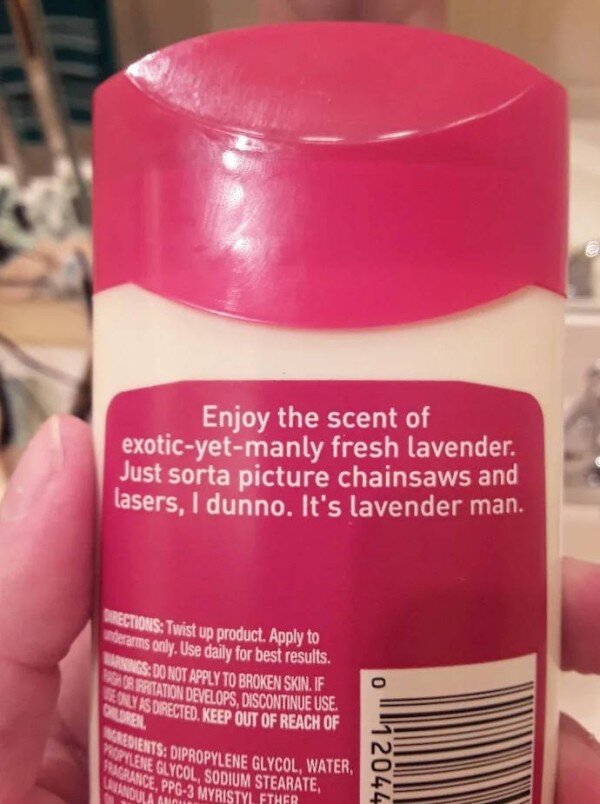 Enjoy the scent of
exotic-yet-manly fresh lavender.
Just sorta picture chainsaws and
lasers, I dunno. It's lavender man.
DIRECTIONS: Twist up product. Apply to
underarms only. Use daily for best results.
WARNINGS: DO NOT APPLY TO BROKEN SKIN. IF
RASH OR IRRITATION DEVELOPS, DISCONTINUE USE.
USE ONLY AS DIRECTED. KEEP OUT OF REACH OF
CHILDREN.
INGREDIENTS: DIPROPYLENE GLYCOL, WATER,
PROPYLENE GLYCOL, SODIUM STEARATE,
FRAGRANCE, PPG-3 MYRISTYL ETHER,
LAVANDULA
0 12044